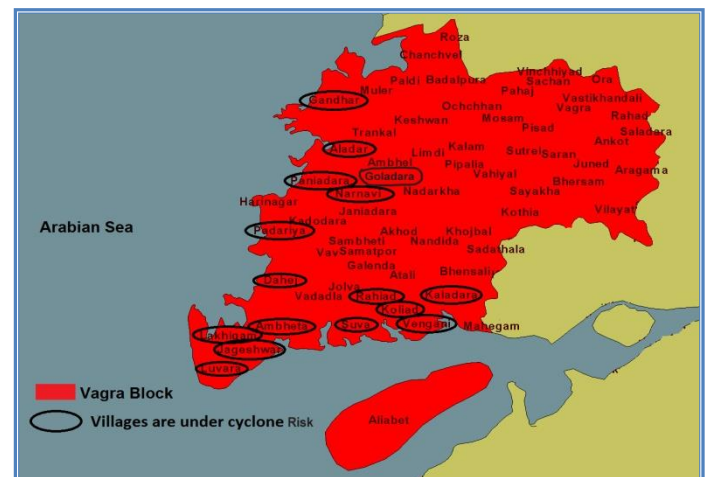 Roza
Chanchvel
Vinchhiyad
Paldi Badalpura Sachan Ora
Muler Pahaj
Gandhar Vastikhandali
Ochchhan Vagra
Keshwan Mosam Rahad
Trankal Pisad Saladara
Aladar Kalam Sutrel Ankot
Limdi Saran
Ambhel Pipalia Juned
Goladara Vahiyal Aragama
Paniadara Bhersam
Narnavi Nadarkha Sayakha
Harinagar
Janiadara Kothia Vilayat
Kadodara
Arabian Sea Padariya Akhod Khojbal
Sambheti Nandida
Vav Samatpor Sadathala
Galenda
Dahej Atali Bhensali
Jolva
Vadadla Rahiad Kaladara
Koliad
Ambheta Suva Vengani Mahegam
Lakhigam
Jageshwar
Luvara
Vagra Block
Aliabet
Villages are under cyclone Risk